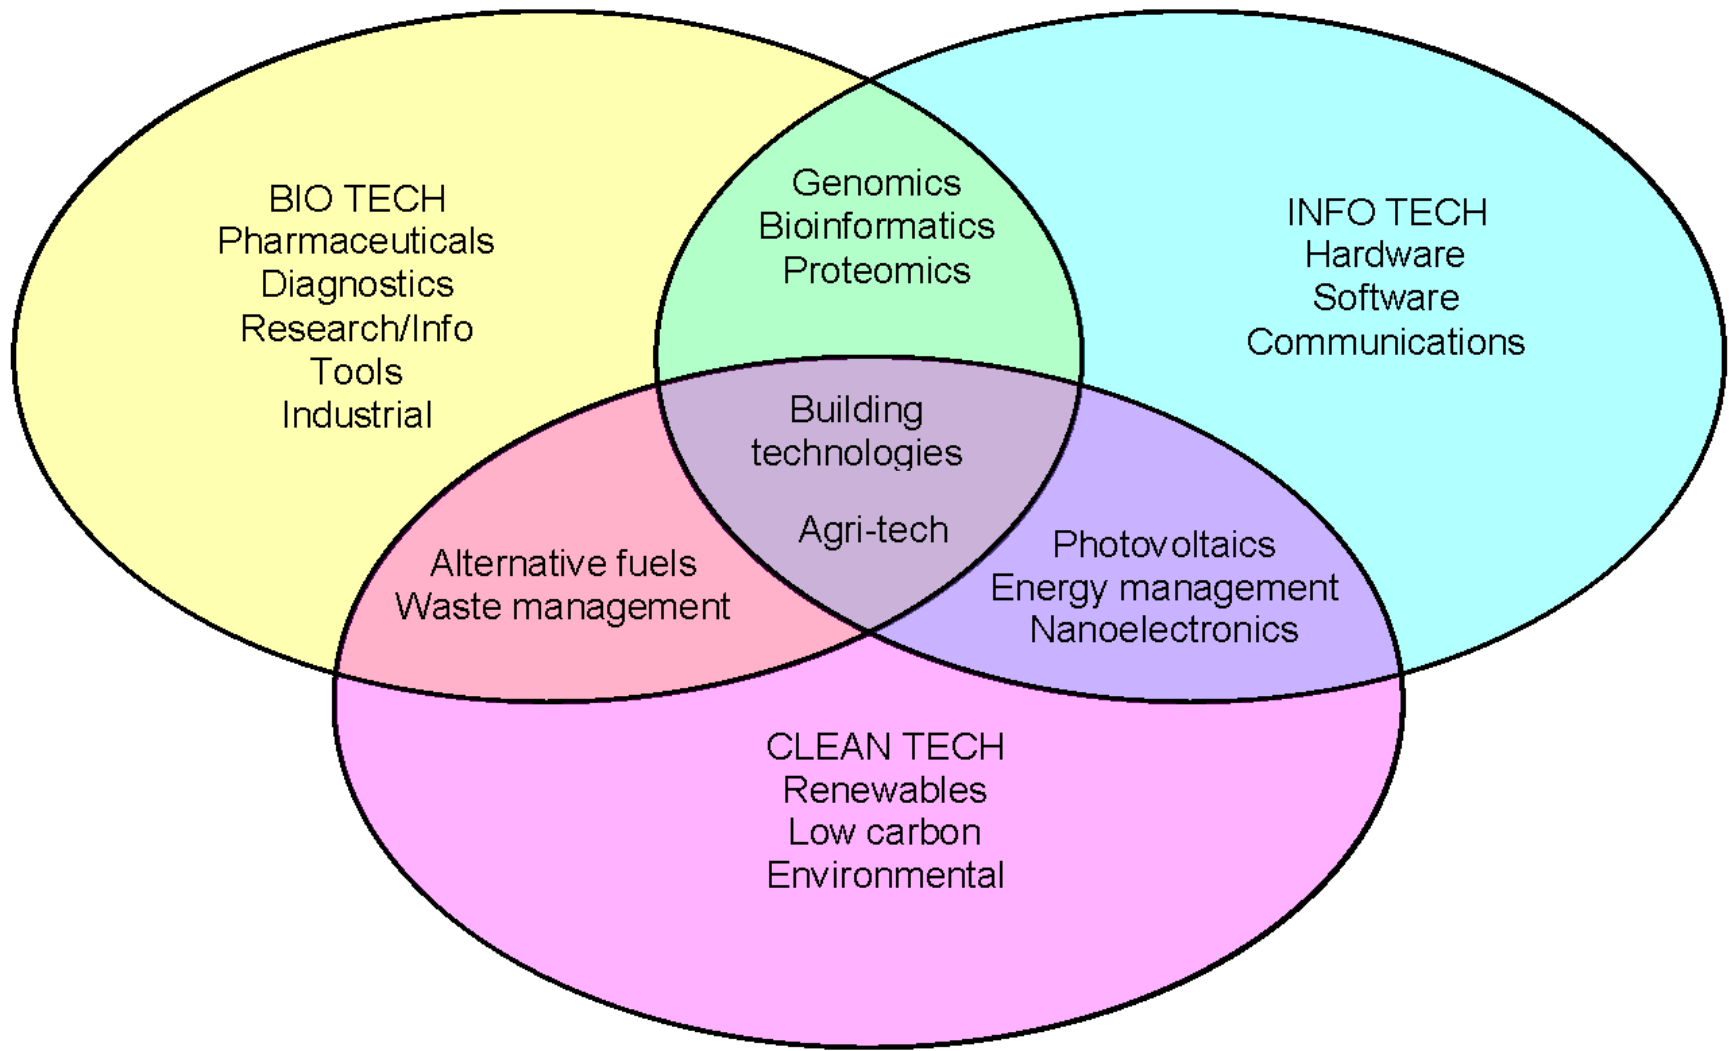 BIO TECH
Pharmaceuticals
Diagnostics
Research/Info
Tools
Industrial
Genomics
Bioinformatics
Proteomics
INFO TECH
Hardware
Software
Communications
Building
technologies
Agri-tech
Alternative fuels
Waste management
Photovoltaics
Energy management
Nanoelectronics
CLEAN TECH
Renewables
Low carbon
Environmental